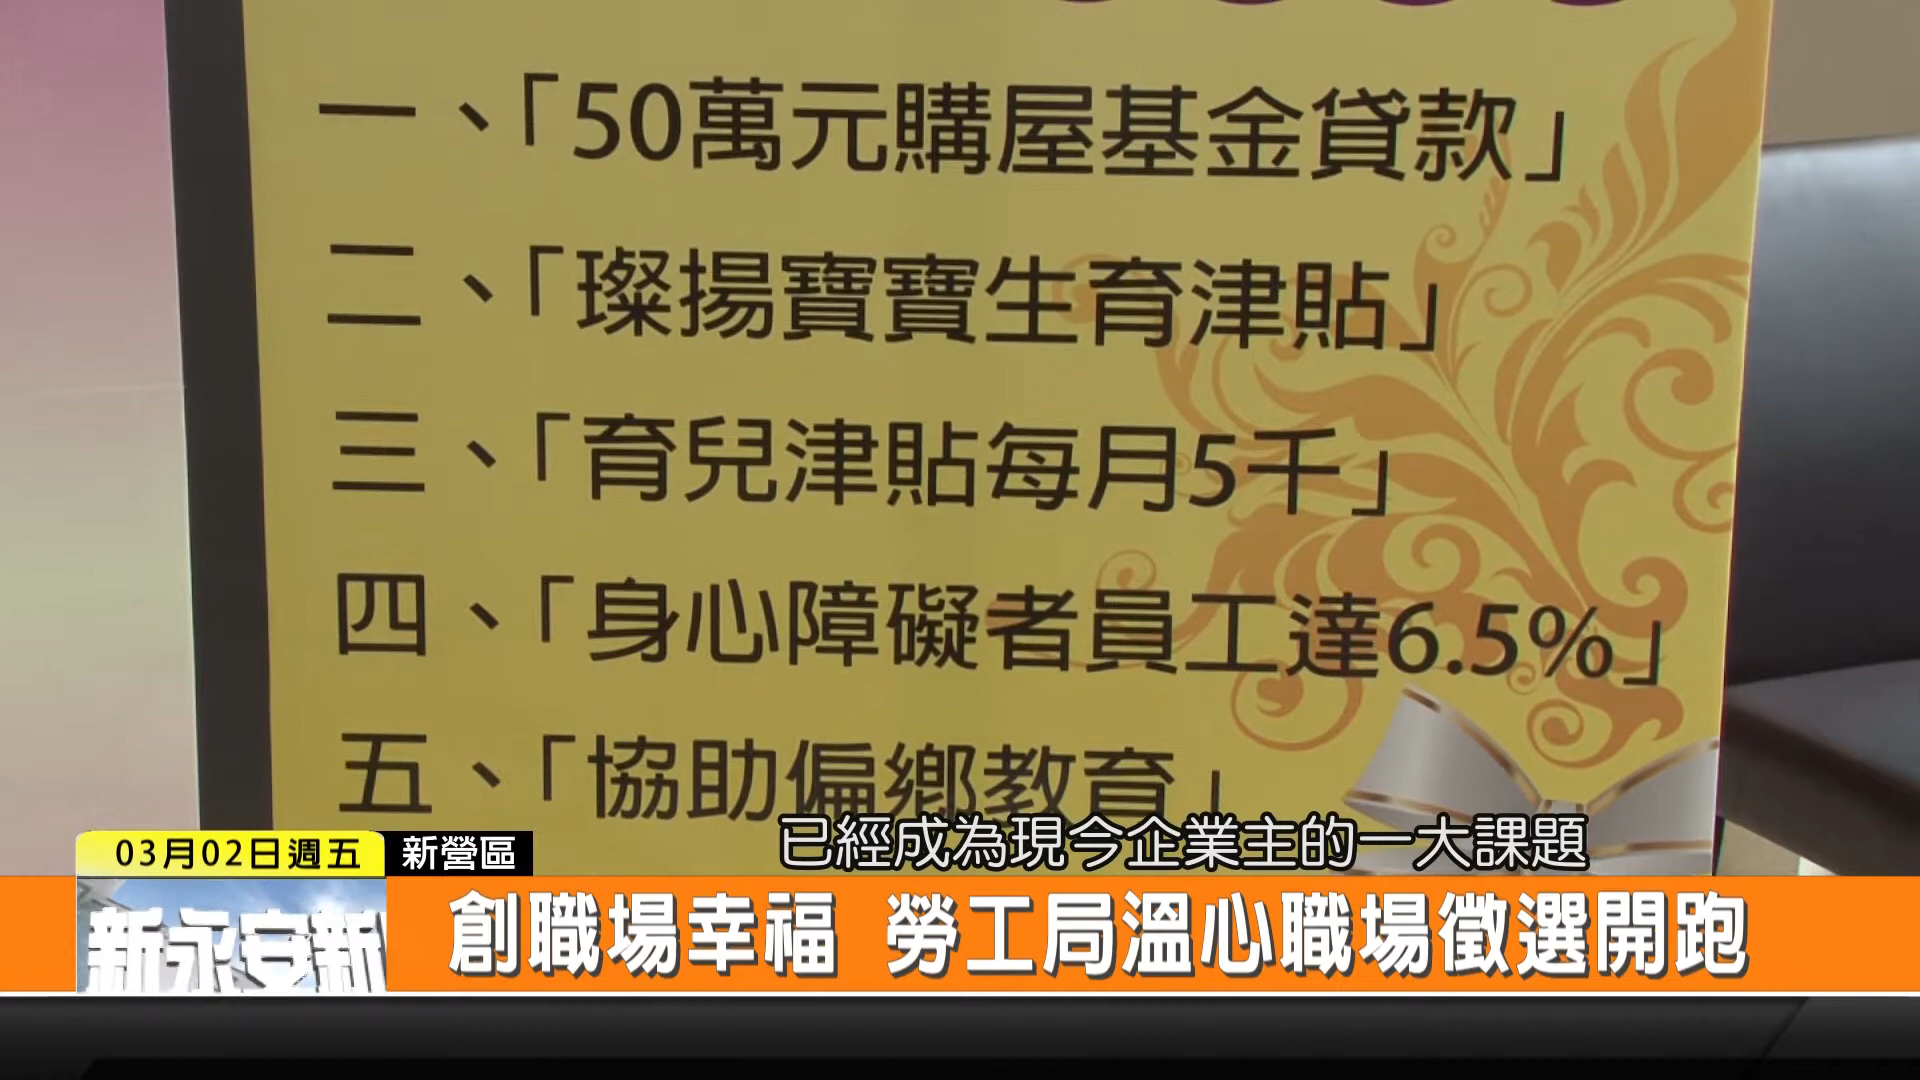 一、「50萬元購屋基金貸款」
二、「璨揚寶寶生育津貼」
三、「育兒津貼每月5千」
四、「身心障礙者員工達6.5%」
五、「協助偏鄉教育」
已經成為現今企業主的一大課題
03月02日週五 新營區
新永安新
創職場幸福 勞工局溫心職場徵選開跑